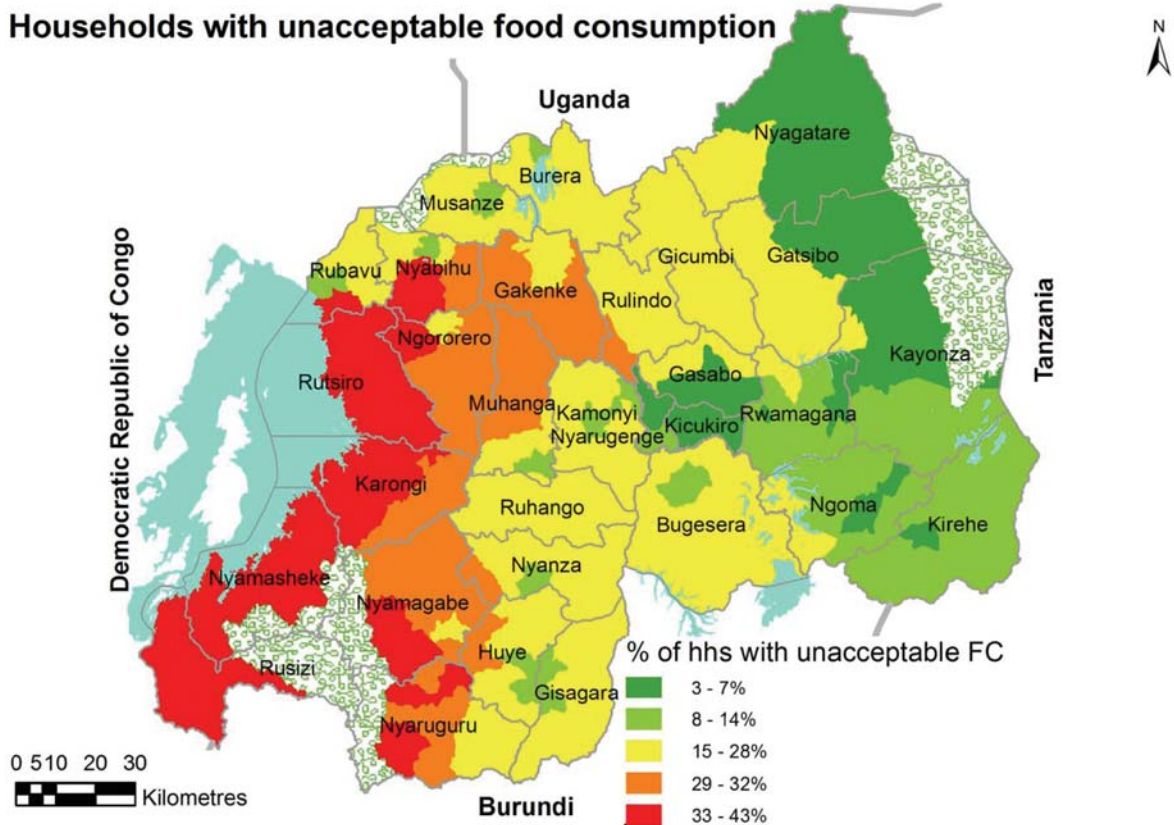 Households with unacceptable food consumption
N
Uganda
Nyagatare
Burera
Musanze
Democratic Republic of Congo
Rubavu
Nyabihu
Gakenke
Gicumbi
Gatsibo
Rulindo
Ngororero
Rutsiro
Gasabo
Kayonza
Tanzania
Muhanga
Kamonyi
Nyarugenge
Kicukiro
Rwamagana
Karongi
Ruhango
Bugesera
Ngoma
Kirehe
Nyamasheke
Nyanza
Nyamagabe
Rusizi
Huye
Gisagara
Nyaruguru
Burundi
% of hhs with unacceptable FC
3 - 7%
8 - 14%
15 - 28%
29 - 32%
33 - 43%
0 510 20 30
Kilometres